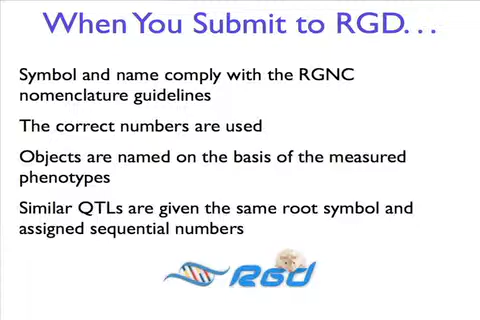 When You Submit to RGD. . .
Symbol and name comply with the RGNC
nomenclature guidelines
The correct numbers are used
Objects are named on the basis of the measured
phenotypes
Similar QTLs are given the same root symbol and
assigned sequential numbers
RGD